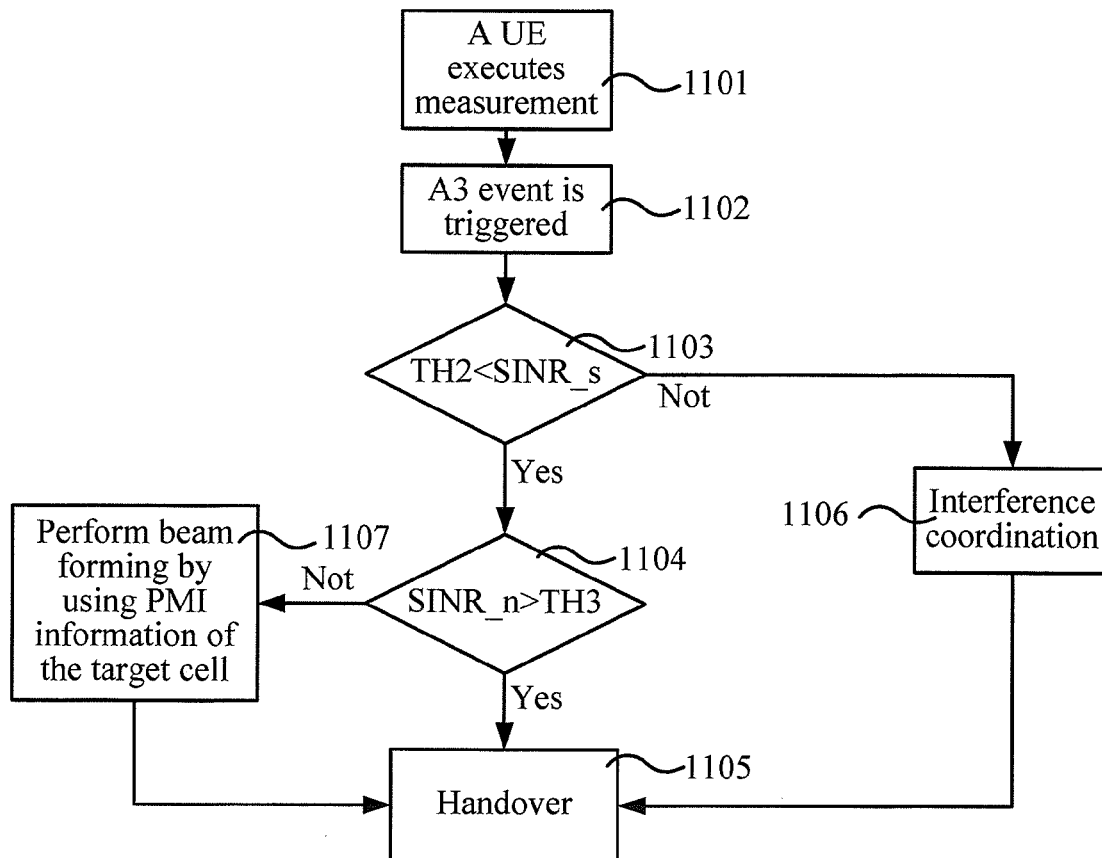 A UE
executes
measurement
1101
A3 event is
triggered
1102
1103
TH2<SINR_s
Not
Yes
1106
Interference
coordination
Perform beam
forming by
using PMI
information of
the target cell
1107
Not
1104
SINR_n>TH3
Yes
1105
Handover